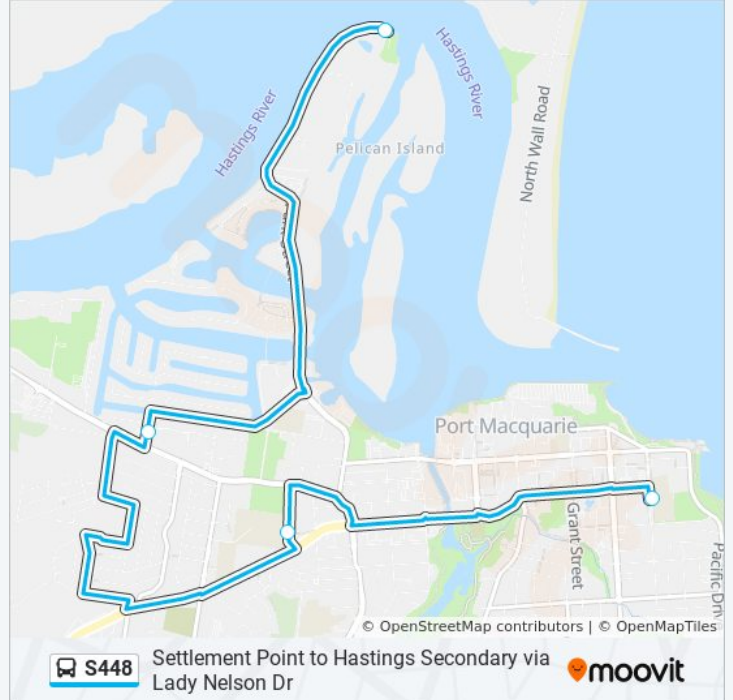 Hastings River
Hastings River
Pelican Island
North Wall Road
Port Macquarie
Grant Street
Pacific Driv
© OpenStreetMap contributors | © OpenMapTiles
S448
Settlement Point to Hastings Secondary via
Lady Nelson Dr
moovit